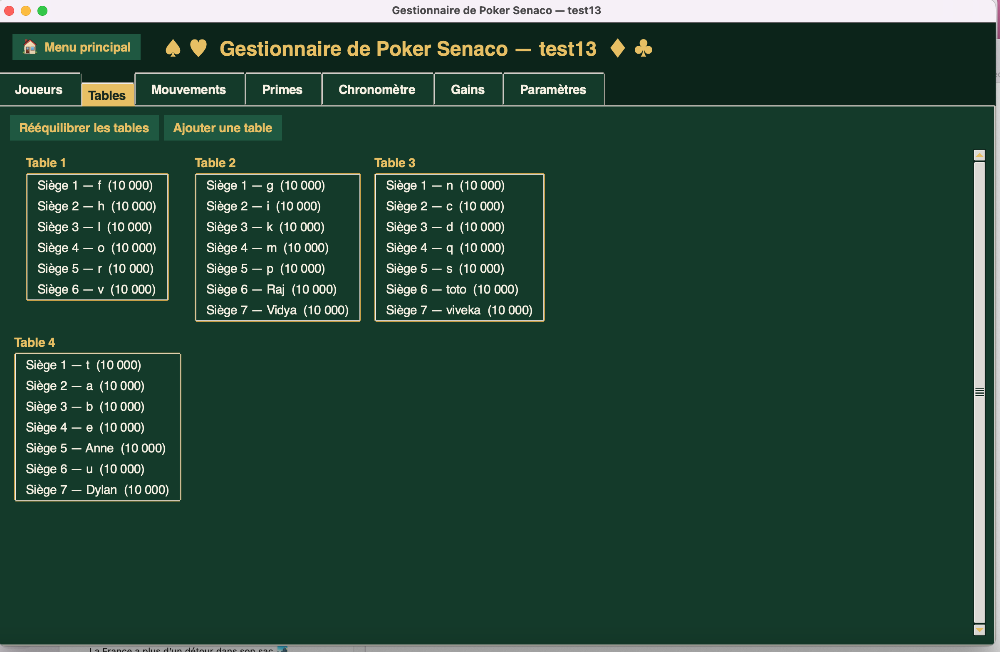 Gestionnaire de Poker Senaco — test13
Menu principal
♠ ♥ Gestionnaire de Poker Senaco — test13 ♦ ♣
Joueurs
Tables
Mouvements
Primes
Chronomètre
Gains
Paramètres
Rééquilibrer les tables
Ajouter une table
Table 1
Siège 1 — f (10 000)
Siège 2 — h (10 000)
Siège 3 — l (10 000)
Siège 4 — o (10 000)
Siège 5 — r (10 000)
Siège 6 — v (10 000)
Table 2
Siège 1 — g (10 000)
Siège 2 — i (10 000)
Siège 3 — k (10 000)
Siège 4 — m (10 000)
Siège 5 — p (10 000)
Siège 6 — Raj (10 000)
Siège 7 — Vidya (10 000)
Table 3
Siège 1 — n (10 000)
Siège 2 — c (10 000)
Siège 3 — d (10 000)
Siège 4 — q (10 000)
Siège 5 — s (10 000)
Siège 6 — toto (10 000)
Siège 7 — viveka (10 000)
Table 4
Siège 1 — t (10 000)
Siège 2 — a (10 000)
Siège 3 — b (10 000)
Siège 4 — e (10 000)
Siège 5 — Anne (10 000)
Siège 6 — u (10 000)
Siège 7 — Dylan (10 000)
La France a plus d'un détour dans son sac